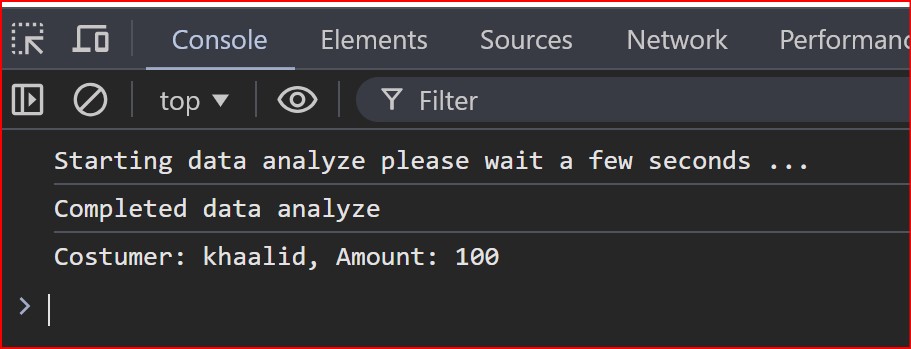 Console Elements Sources Network Performanc
top Filter
Starting data analyze please wait a few seconds ...
Completed data analyze
Costumer: khaalid, Amount: 100
>